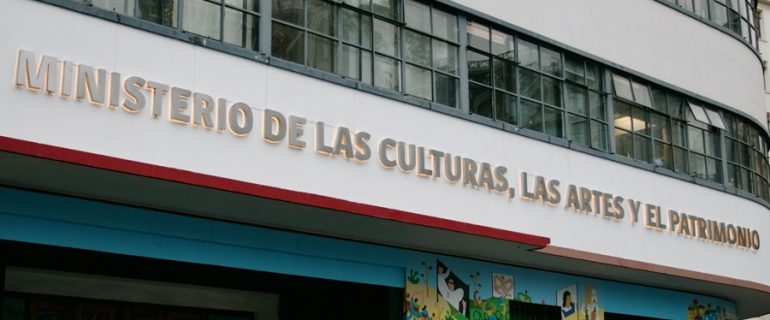 MINISTERIO DE LAS CULTURAS, LAS ARTES Y EL PATRIMONIO